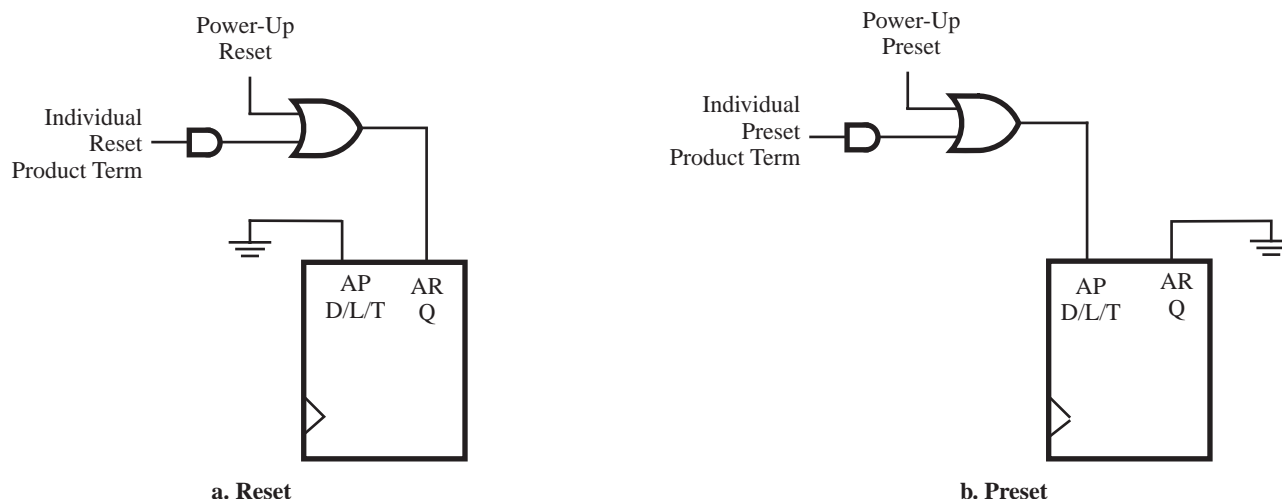 Power-Up
Reset
Individual
Reset
Product Term
AP
AR
D/L/T
Q
a. Reset
Power-Up
Preset
Individual
Preset
Product Term
AP
AR
D/L/T
Q
b. Preset